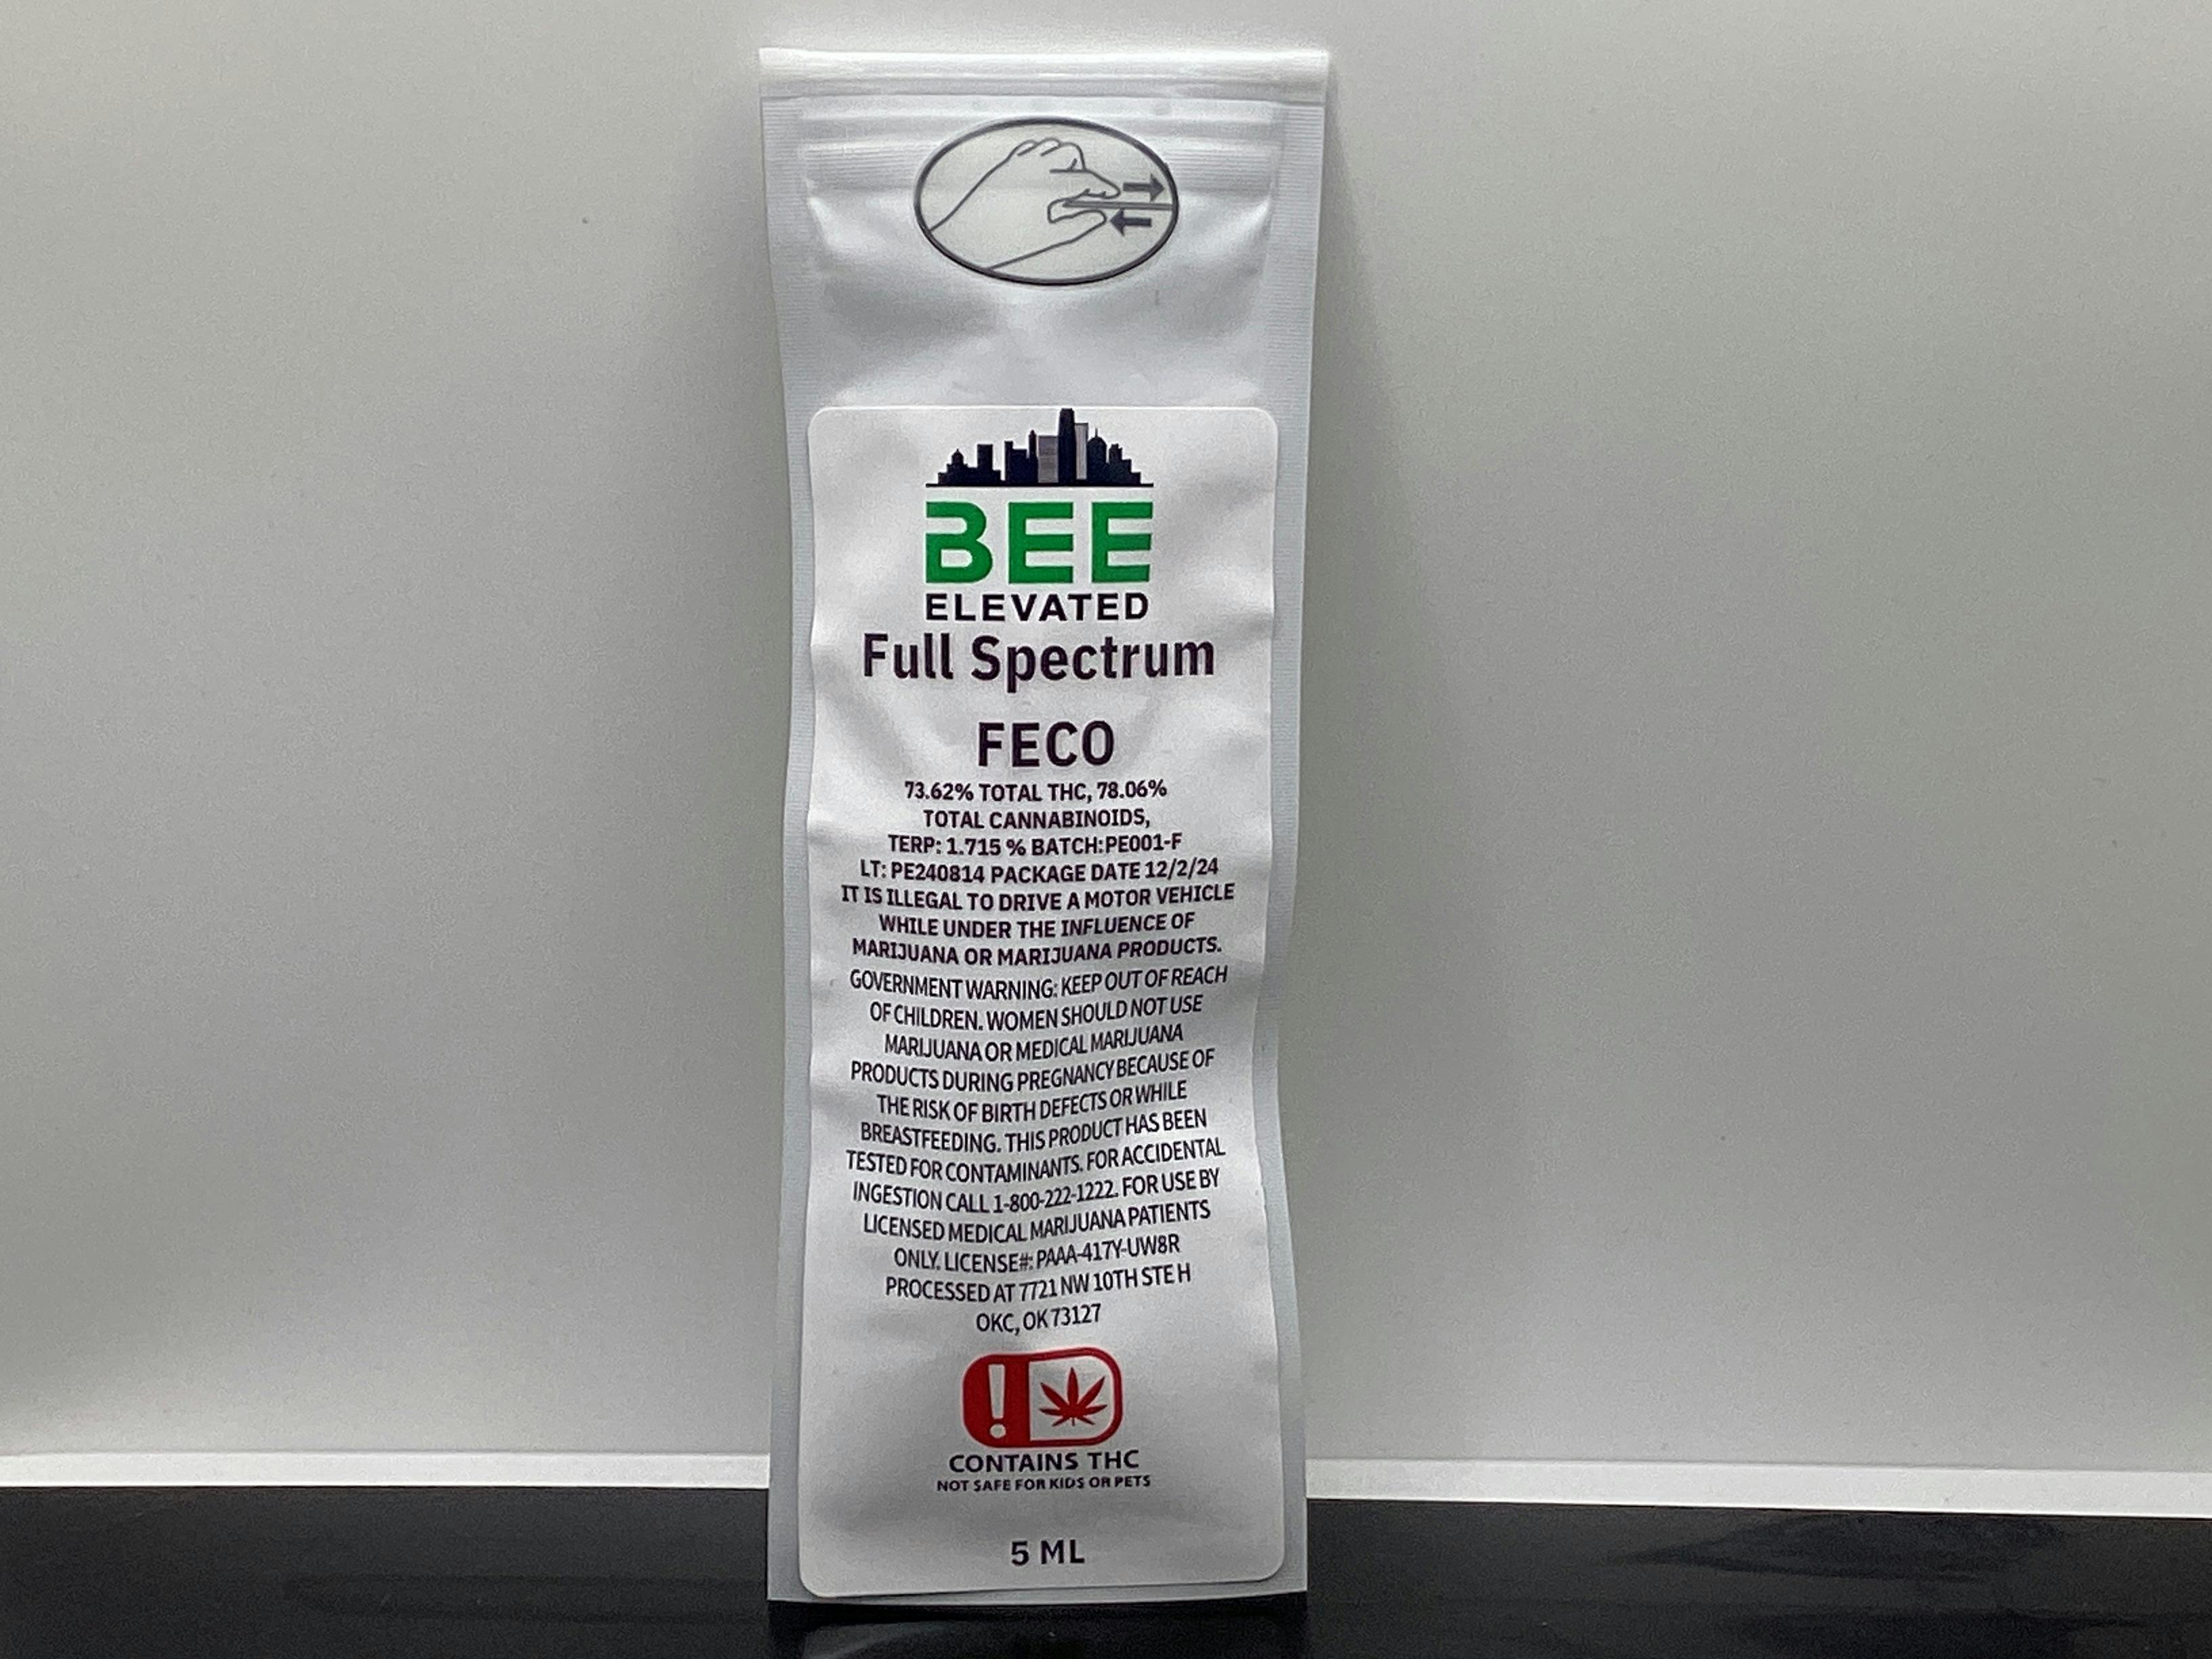 BEE
ELEVATED
Full Spectrum
FECO
73.62% TOTAL THC, 78.06%
TOTAL CANNABINOIDS,
TERP: 1.715 % BATCH:PE001-F
LT: PE240814 PACKAGE DATE 12/2/24
IT IS ILLEGAL TO DRIVE A MOTOR VEHICLE
WHILE UNDER THE INFLUENCE OF
MARIJUANA OR MARIJUANA PRODUCTS.
GOVERNMENT WARNING: KEEP OUT OF REACH
OF CHILDREN. WOMEN SHOULD NOT USE
MARIJUANA OR MEDICAL MARIJUANA
PRODUCTS DURING PREGNANCY BECAUSE OF
THE RISK OF BIRTH DEFECTS OR WHILE
BREASTFEEDING. THIS PRODUCT HAS BEEN
TESTED FOR CONTAMINANTS. FOR ACCIDENTAL
INGESTION CALL 1-800-222-1222. FOR USE BY
LICENSED MEDICAL MARIJUANA PATIENTS
ONLY. LICENSE#: PAAA-417Y-UW8R
PROCESSED AT 7721 NW 10TH STE H
OKC, OK 73127
!
CONTAINS THC
NOT SAFE FOR KIDS OR PETS
5 ML